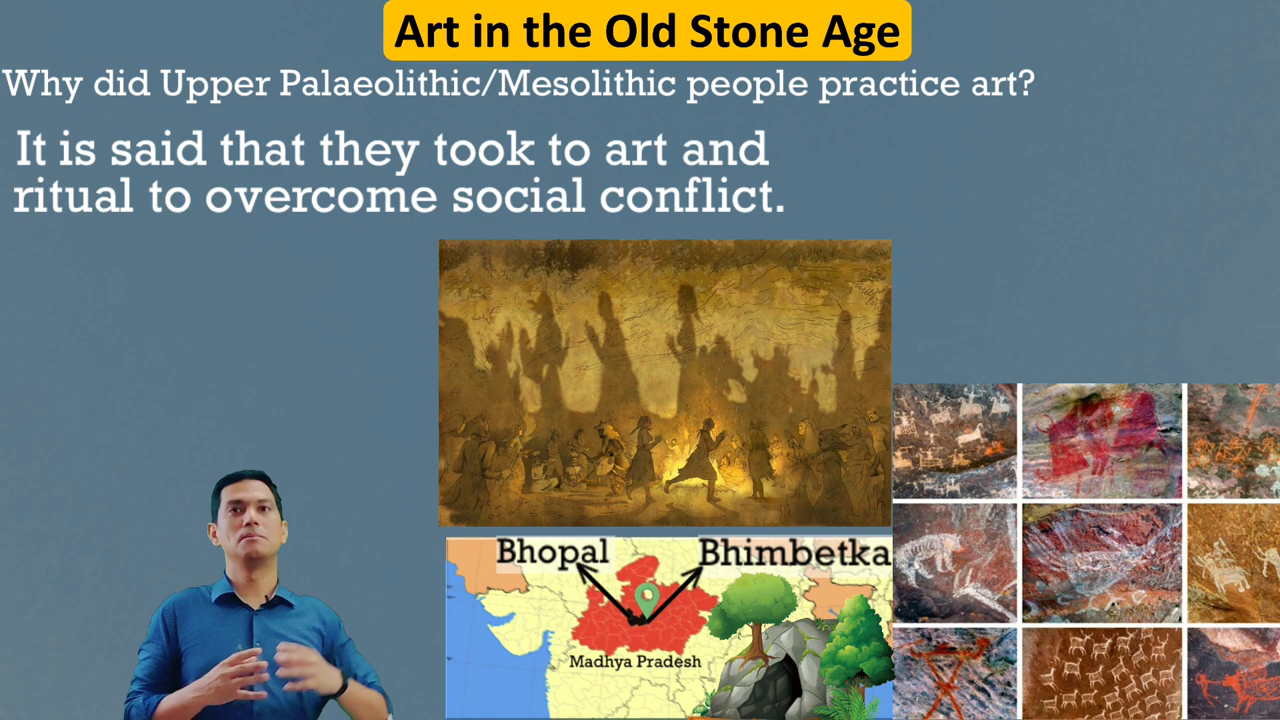 Art in the Old Stone Age
Why did Upper Palaeolithic/Mesolithic people practice art?
It is said that they took to art and
ritual to overcome social conflict.
Bhopal
Bhimbetka
Madhya Pradesh